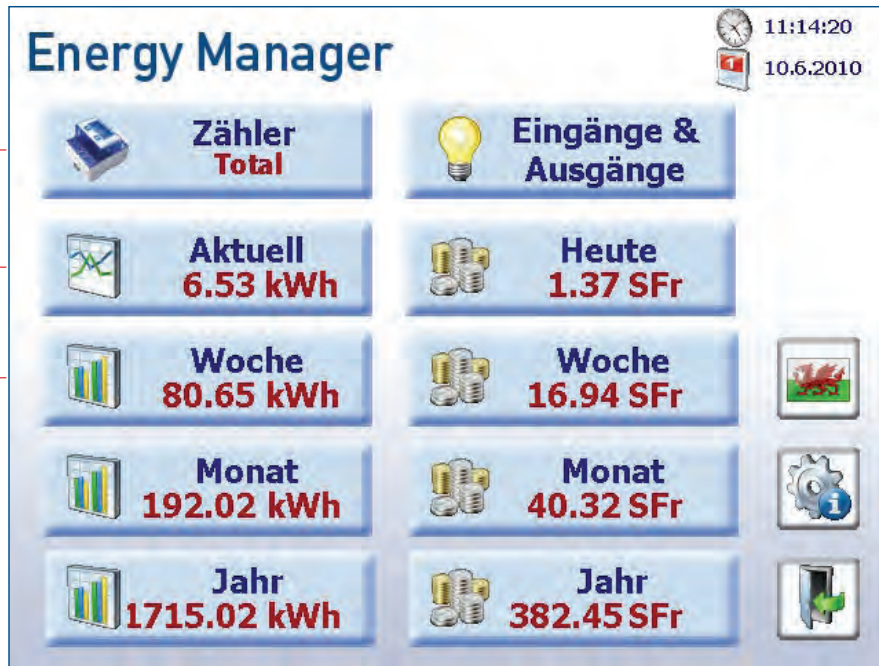 Energy Manager
11:14:20
10.6.2010
1
Zähler
Total
Eingänge &
Ausgänge
Aktuell
6.53 kWh
Heute
1.37 SFr
Woche
80.65 kWh
Woche
16.94 SFr
Monat
192.02 kWh
Monat
40.32 SFr
i
Jahr
1715.02 kWh
Jahr
382.45 SFr